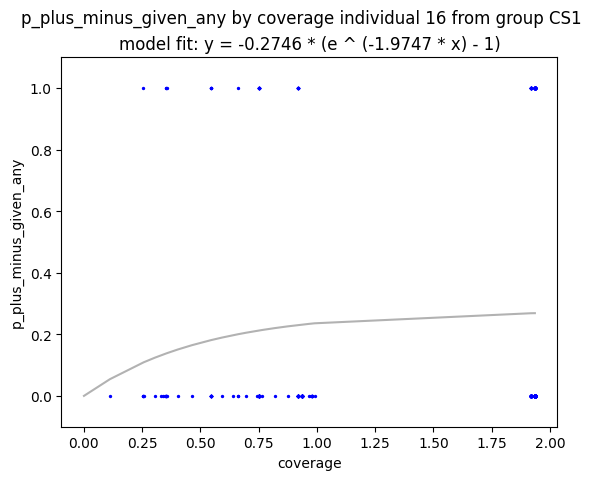 p_plus_minus_given_any by coverage individual 16 from group CS1
model fit: y = -0.2746 * (e ^ (-1.9747 * x) - 1)
1.0
0.8
0.6
0.4
0.2
0.0
p_plus_minus_given_any
0.00 0.25 0.50 0.75 1.00 1.25 1.50 1.75 2.00
coverage